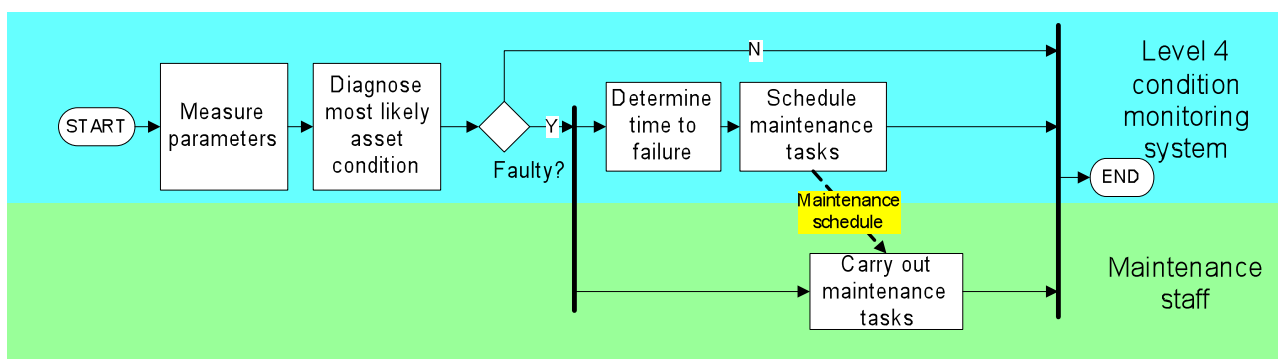 START
Measure
parameters
Diagnose
most likely
asset
condition
Faulty?
N
Y
Determine
time to
failure
Schedule
maintenance
tasks
Maintenance
schedule
Carry out
maintenance
tasks
END
Level 4
condition
monitoring
system
Maintenance
staff